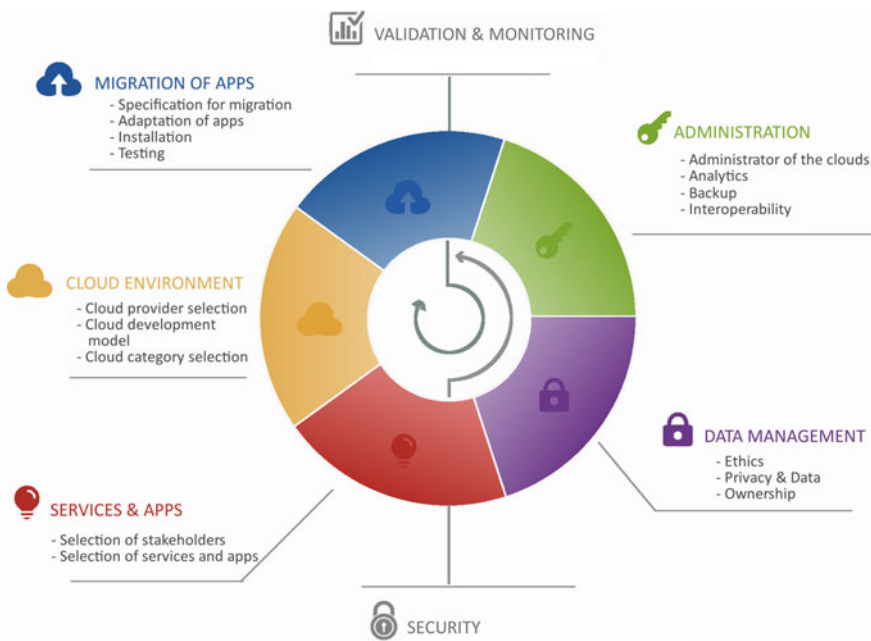 VALIDATION & MONITORING
MIGRATION OF APPS
- Specification for migration
- Adaptation of apps
- Installation
- Testing
ADMINISTRATION
- Administrator of the clouds
- Analytics
- Backup
- Interoperability
CLOUD ENVIRONMENT
- Cloud provider selection
- Cloud development
model
- Cloud category selection
DATA MANAGEMENT
- Ethics
- Privacy & Data
- Ownership
SERVICES & APPS
- Selection of stakeholders
- Selection of services and apps
SECURITY